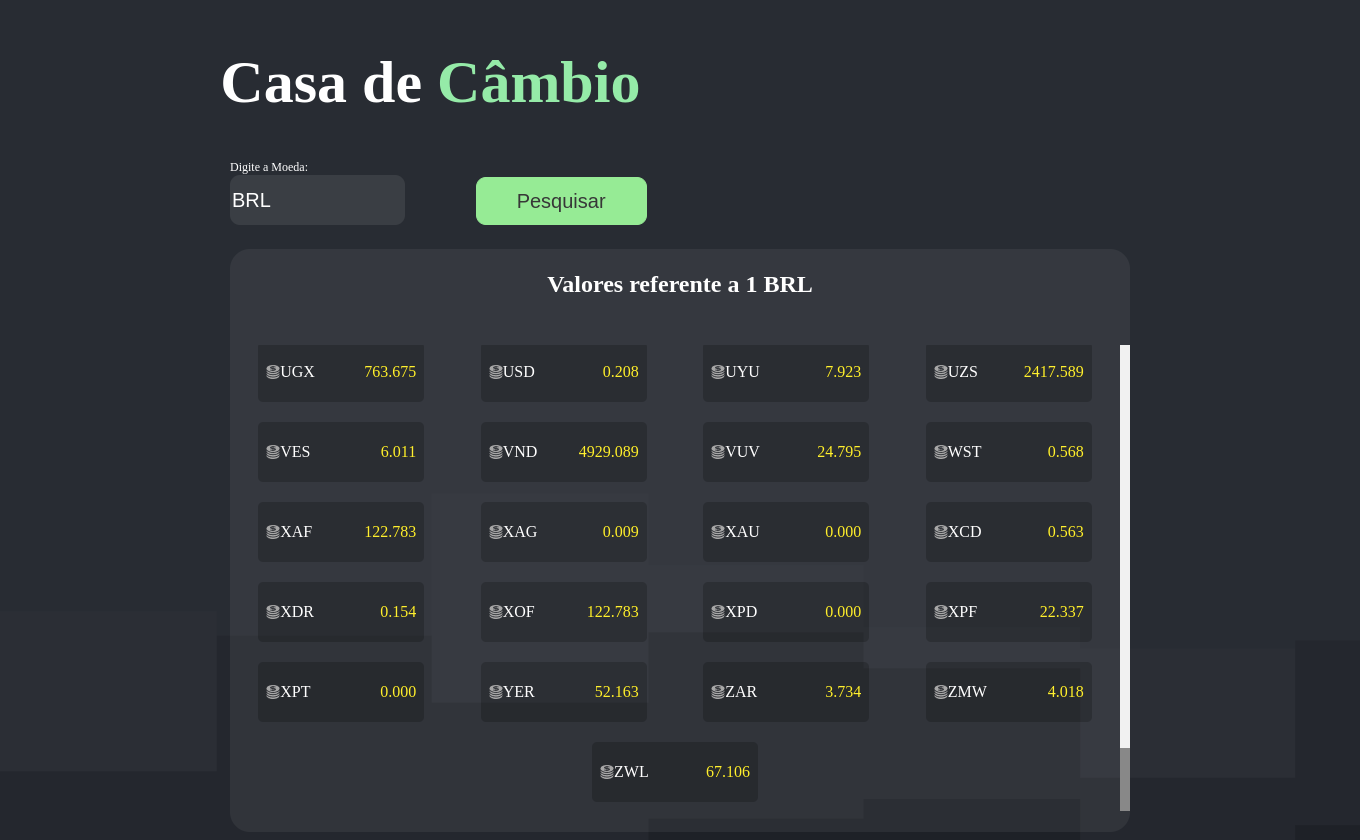 Casa de Câmbio
Digite a Moeda:
BRL
Pesquisar
Valores referente a 1 BRL
UGX 763.675 USD 0.208 UYU 7.923 UZS 2417.589
VES 6.011 VND 4929.089 VUV 24.795 WST 0.568
XAF 122.783 XAG 0.009 XAU 0.000 XCD 0.563
XDR 0.154 XOF 122.783 XPD 0.000 XPF 22.337
XPT 0.000 YER 52.163 ZAR 3.734 ZMW 4.018
ZWL 67.106